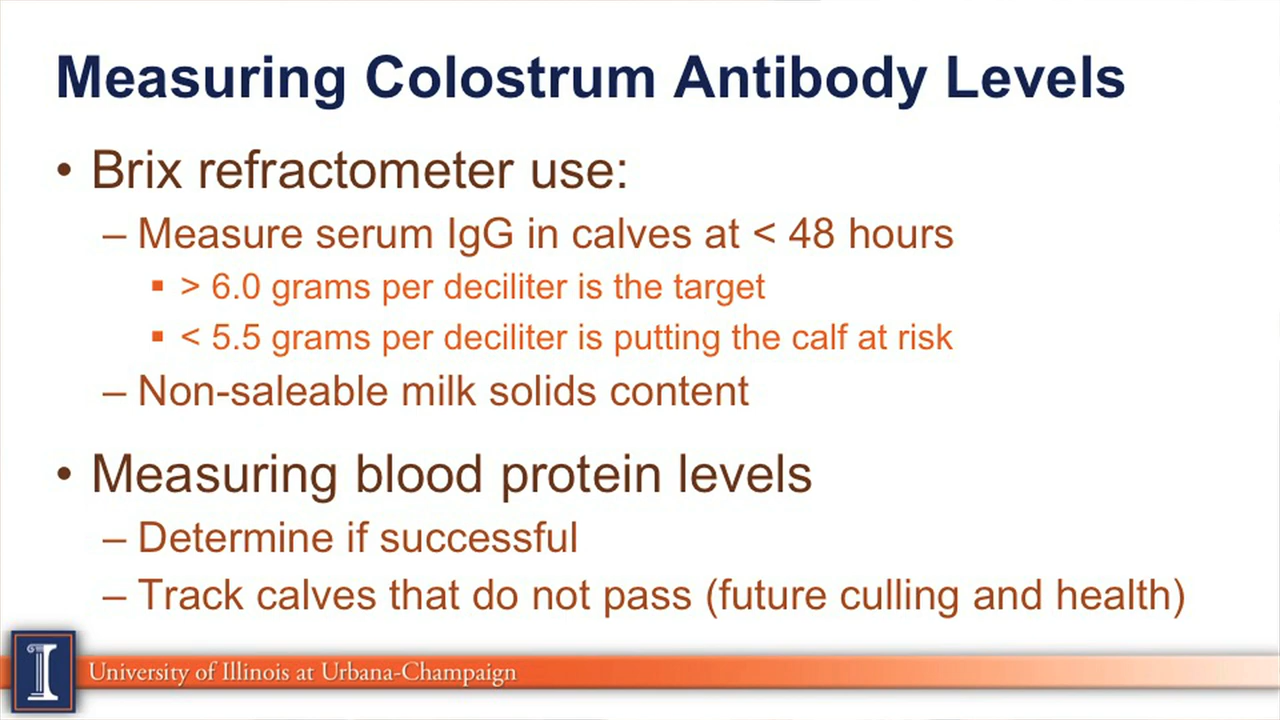 Measuring Colostrum Antibody Levels
• Brix refractometer use:
– Measure serum IgG in calves at < 48 hours
▪ > 6.0 grams per deciliter is the target
▪ < 5.5 grams per deciliter is putting the calf at risk
– Non-saleable milk solids content
• Measuring blood protein levels
– Determine if successful
– Track calves that do not pass (future culling and health)
I University of Illinois at Urbana-Champaign